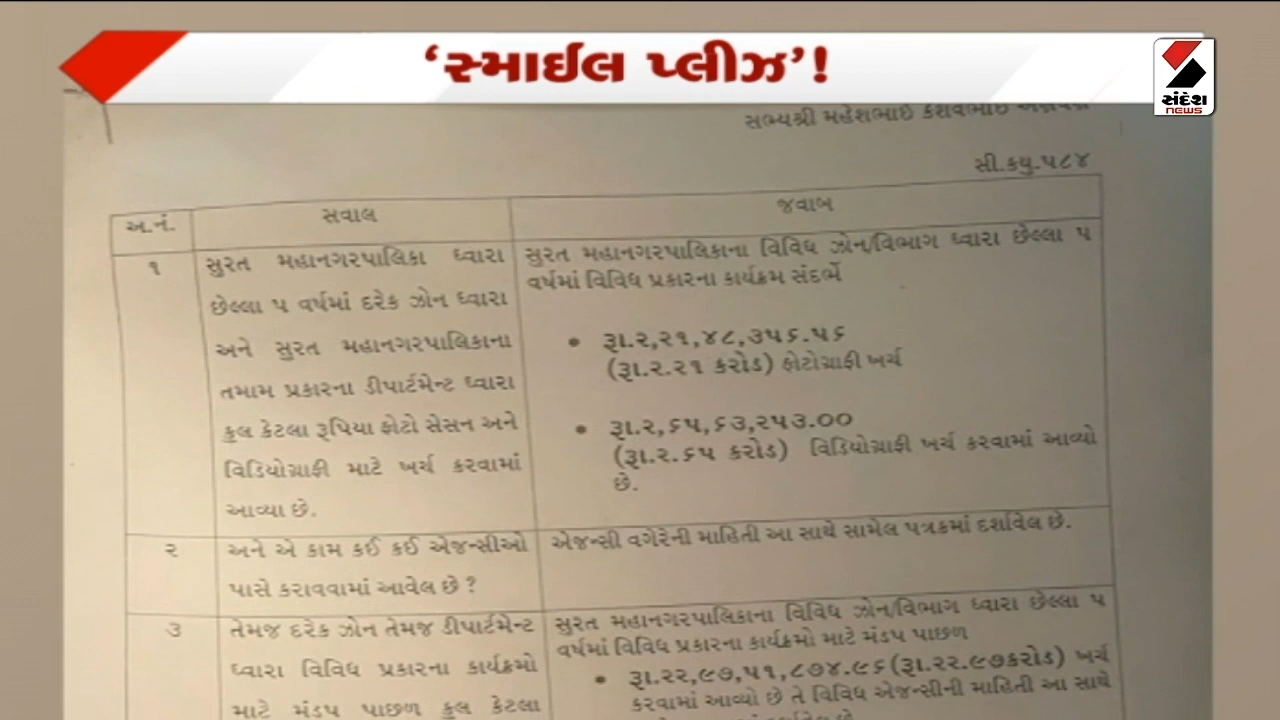 ‘સ્માઈલ પ્લીઝ’!
સંદેશ
NEWS
સભ્યશ્રી મહેશભાઈ
સી.ક્યુ.૫૮૪
અ.નં.
સવાલ
જવાબ
૧
સુરત મહાનગરપાલિકા ધ્વારા
છેલ્લા ૫ વર્ષમાં દરેક ઝોન ધ્વારા
અને સુરત મહાનગરપાલિકાના
તમામ પ્રકારના ડીપાર્ટમેન્ટ ધ્વારા
કુલ કેટલા રૂપિયા ફોટો સેસન અને
વિડિયોગ્રાફી માટે ખર્ચ કરવામાં
આવ્યા છે.
સુરત મહાનગરપાલિકાના વિવિધ ઝોન/વિભાગ ધ્વારા છેલ્લા ૫
વર્ષમાં વિવિધ પ્રકારના કાર્યક્રમ સંદર્ભે
• રૂા.૨,૨૧,૪૮,૩૫૬.૫૬
(રૂા.૨.૨૧ કરોડ) ફોટોગ્રાફી ખર્ચ
• રૂા.૨,૬૫,૬૩,૨૫૩.૦૦
(રૂા.૨.૬૫ કરોડ) વિડીયોગ્રાફી ખર્ચ કરવામાં આવ્યો
છે.
૨
અને એ કામ કઈ કઈ એજન્સીઓ
પાસે કરાવવામાં આવેલ છે ?
એજન્સી વગેરેની માહિતી આ સાથે સામેલ પત્રકમાં દર્શાવેલ છે.
૩
તેમજ દરેક ઝોન તેમજ ડીપાર્ટમેન્ટ
ધ્વારા વિવિધ પ્રકારના કાર્યક્રમો
માટે મંડપ પાછળ કુલ કેટલા
સુરત મહાનગરપાલિકાના વિવિધ ઝોન/વિભાગ ધ્વારા છેલ્લા ૫
વર્ષમાં વિવિધ પ્રકારના કાર્યક્રમો માટે મંડપ પાછળ
• રૂા.૨૨,૯૭,૫૧,૮૭૪.૯૬(રૂા.૨૨.૯૭કરોડ) ખર્ચ
કરવામાં આવ્યો છે તે વિવિધ એજન્સીની માહિતી આ સાથે